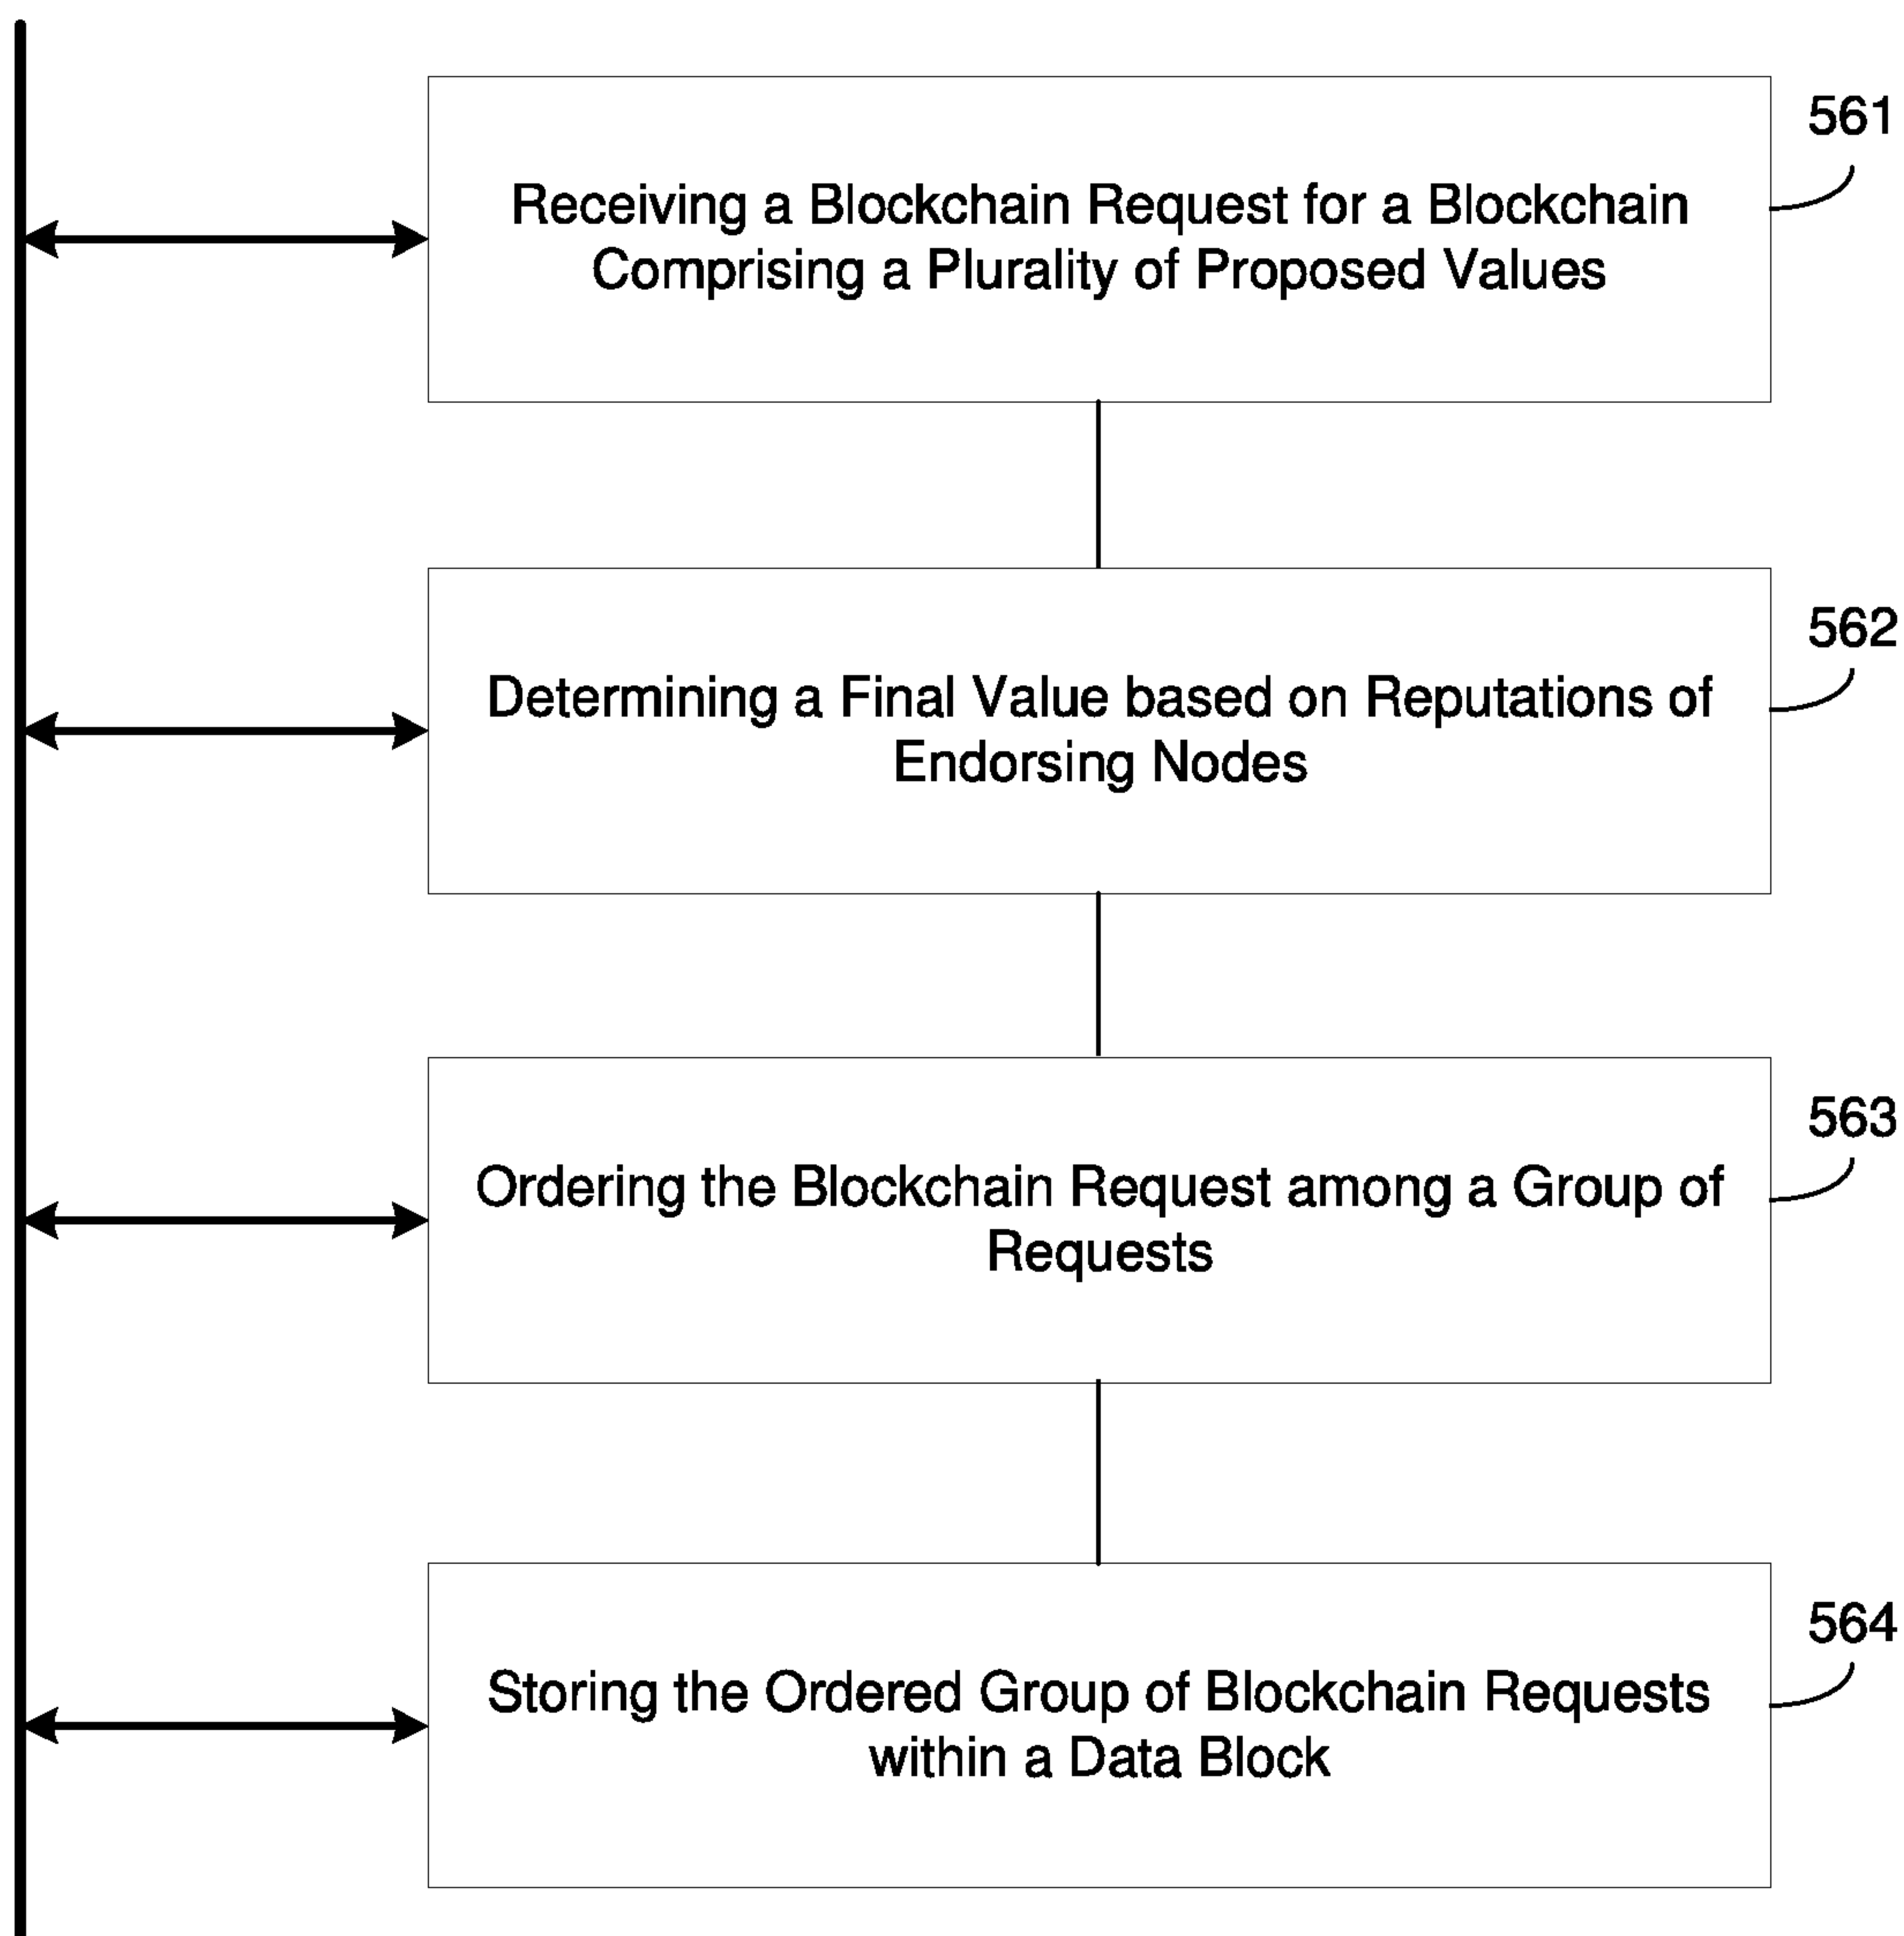 561
Receiving a Blockchain Request for a Blockchain
Comprising a Plurality of Proposed Values
562
Determining a Final Value based on Reputations of
Endorsing Nodes
563
Ordering the Blockchain Request among a Group of
Requests
564
Storing the Ordered Group of Blockchain Requests
within a Data Block